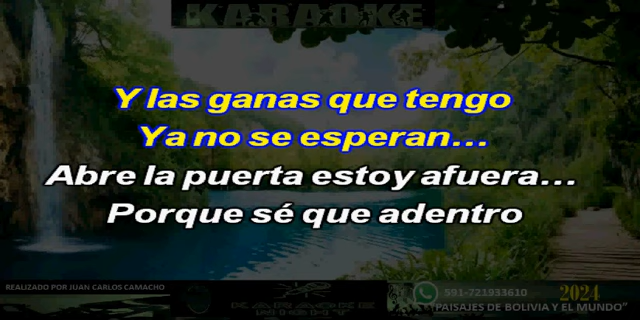 KARAOKE
Y las ganas que tengo
Ya no se esperan...
Abre la puerta estoy afuera...
Porque sé que adentro
REALIZADO POR JUAN CARLOS CAMACHO
KARAOKE
591-721933610
2024
"PAISAJES DE BOLIVIA Y EL MUNDO"